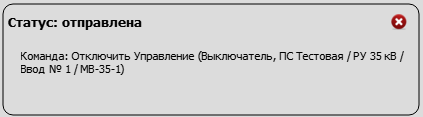 Статус: отправлена
Команда: Отключить Управление (Выключатель, ПС Тестовая / РУ 35 кВ /
Ввод № 1 / МВ-35-1)